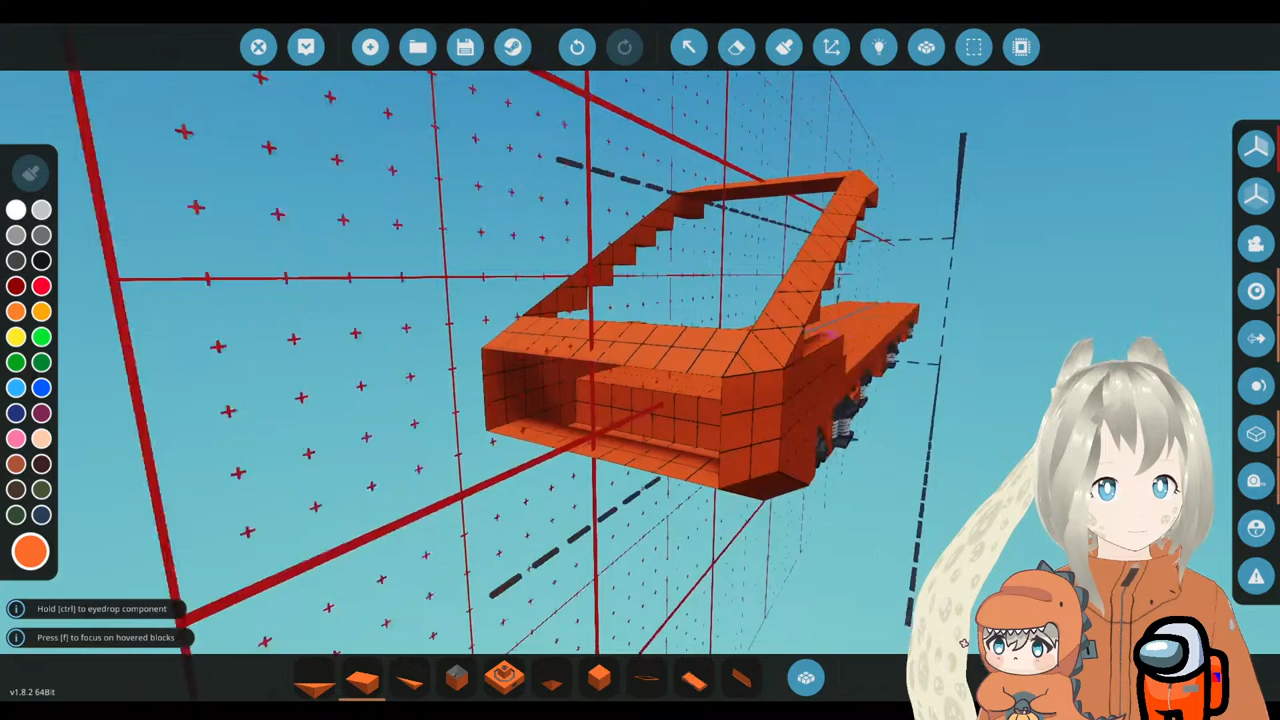 Hold [ctrl] to eyedrop component
Press [f] to focus on hovered blocks
v1.8.2 64Bit